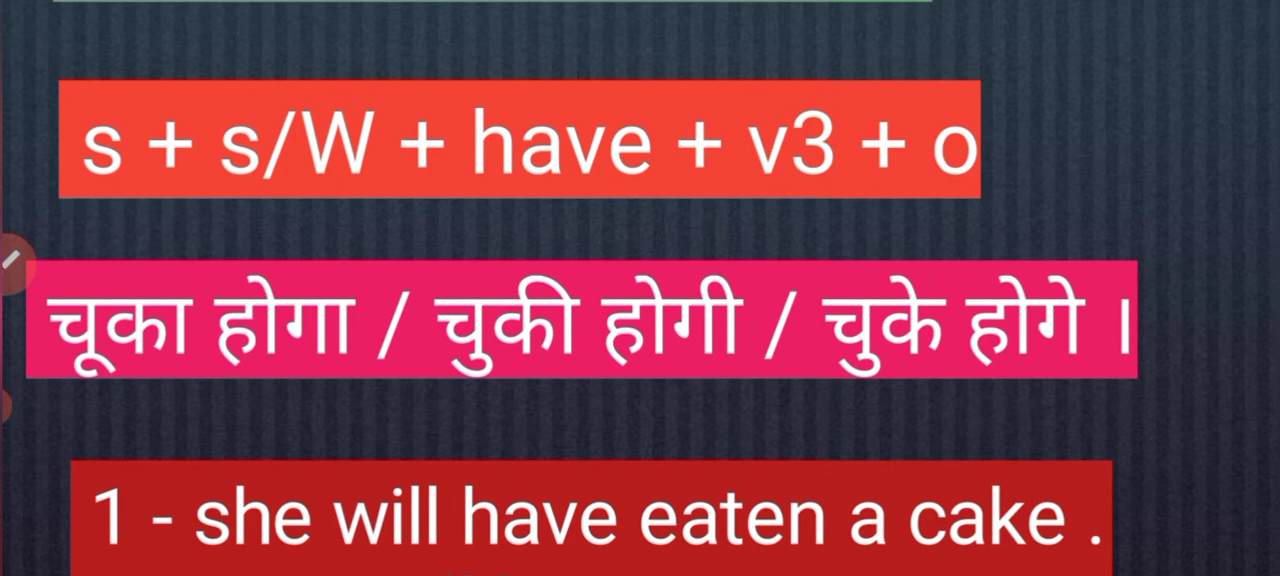 s + s/W + have + v3 + o
चूका होगा / चुकी होगी / चुके होगे ।
1 - she will have eaten a cake .